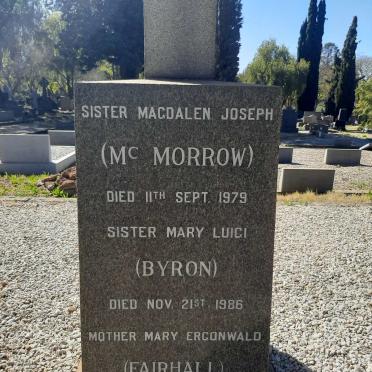 SISTER MAGDALEN JOSEPH
(Mc MORROW)
DIED 11TH SEPT. 1979
SISTER MARY LUIGI
(BYRON)
DIED NOV. 21ST. 1986
MOTHER MARY ERCONWALD.
(FAIRHALL)